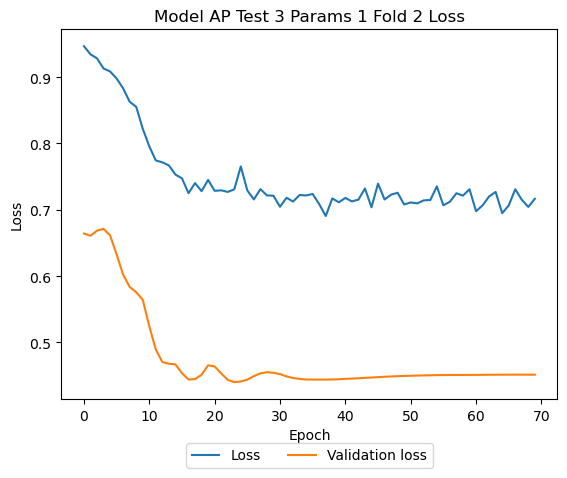 Model AP Test 3 Params 1 Fold 2 Loss
0.9
0.8
0.7
0.6
0.5
Loss
0 10 20 30 40 50 60 70
Epoch
Loss Validation loss